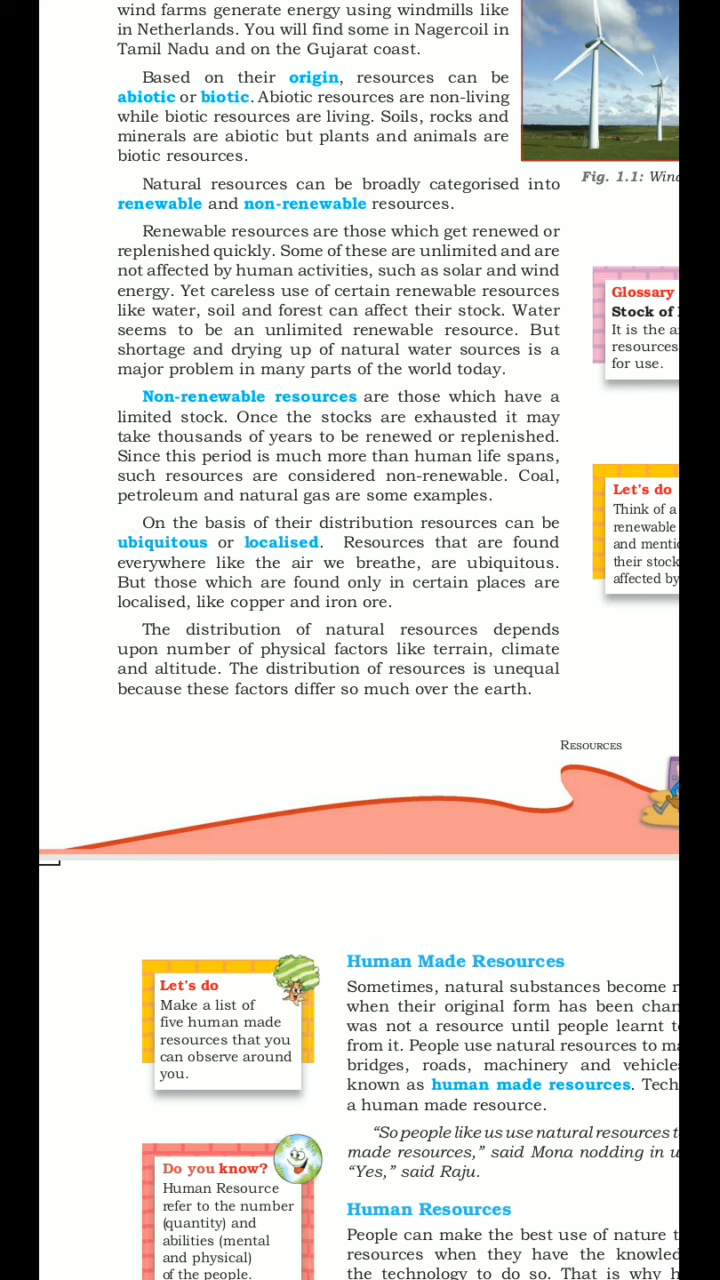 wind farms generate energy using windmills like
in Netherlands. You will find some in Nagercoil in
Tamil Nadu and on the Gujarat coast.
Based on their origin, resources can be
abiotic or biotic. Abiotic resources are non-living
while biotic resources are living. Soils, rocks and
minerals are abiotic but plants and animals are
biotic resources.
Fig. 1.1: Win
Natural resources can be broadly categorised into
renewable and non-renewable resources.
Renewable resources are those which get renewed or
replenished quickly. Some of these are unlimited and are
not affected by human activities, such as solar and wind
energy. Yet careless use of certain renewable resources
like water, soil and forest can affect their stock. Water
seems to be an unlimited renewable resource. But
shortage and drying up of natural water sources is a
major problem in many parts of the world today.
Glossary
Stock of
It is the a
resources
for use.
Non-renewable resources are those which have a
limited stock. Once the stocks are exhausted it may
take thousands of years to be renewed or replenished.
Since this period is much more than human life spans,
such resources are considered non-renewable. Coal,
petroleum and natural gas are some examples.
Let's do
Think of a
renewable
and menti
their stock
affected by
On the basis of their distribution resources can be
ubiquitous or localised. Resources that are found
everywhere like the air we breathe, are ubiquitous.
But those which are found only in certain places are
localised, like copper and iron ore.
The distribution of natural resources depends
upon number of physical factors like terrain, climate
and altitude. The distribution of resources is unequal
because these factors differ so much over the earth.
RESOURCES
Let's do
Make a list of
five human made
resources that you
can observe around
you.
Human Made Resources
Sometimes, natural substances become r
when their original form has been chan
was not a resource until people learnt t
from it. People use natural resources to ma
bridges, roads, machinery and vehicle
known as human made resources. Tech
a human made resource.
“So people like us use natural resources t
made resources,” said Mona nodding in u
“Yes,” said Raju.
Do you know?
Human Resource
refer to the number
(quantity) and
abilities (mental
and physical)
of the people.
Human Resources
People can make the best use of nature t
resources when they have the knowled
the technology to do so. That is why h